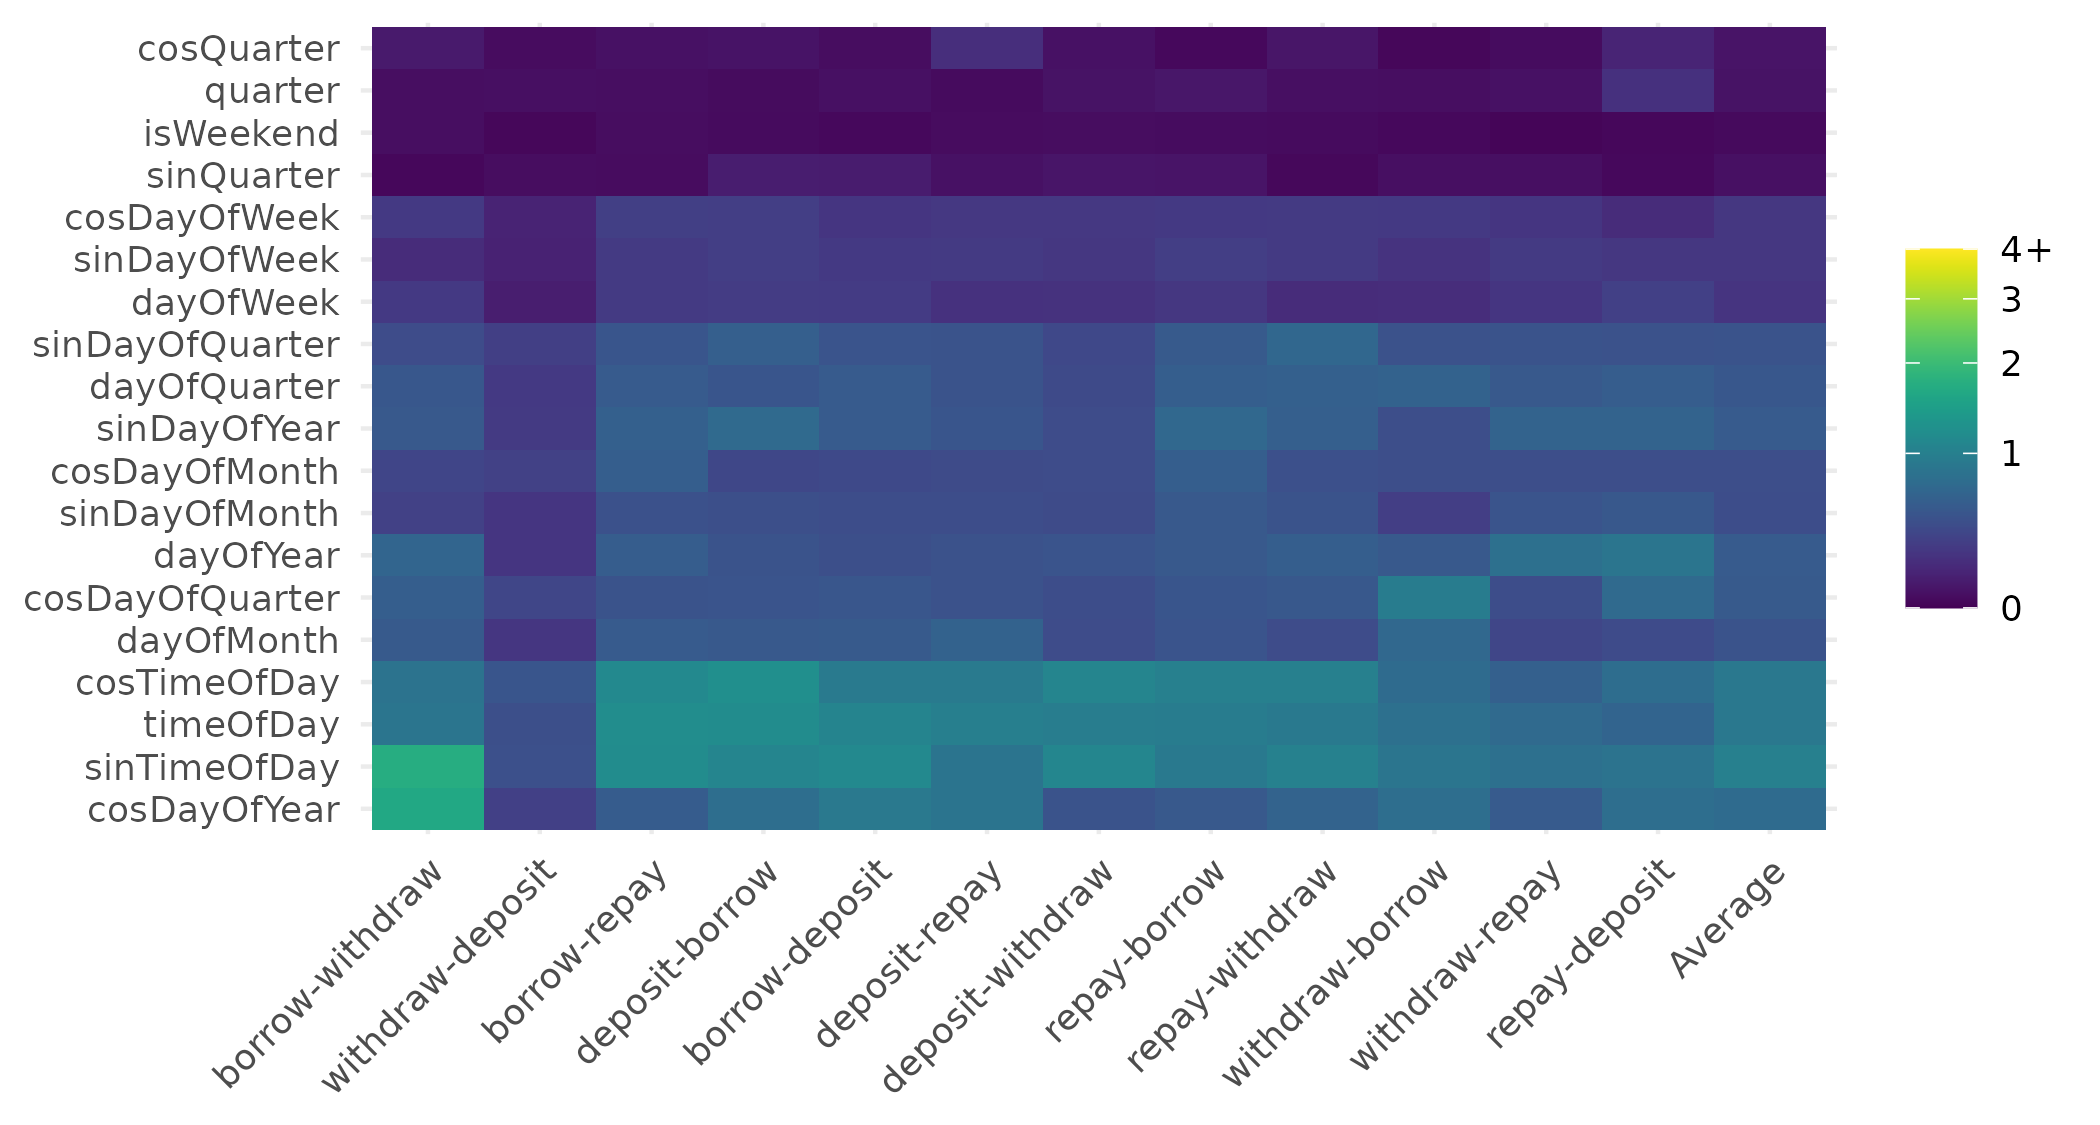 cosQuarter
quarter
isWeekend
sinQuarter
cosDayOfWeek
sinDayOfWeek
dayOfWeek
sinDayOfQuarter
dayOfQuarter
sinDayOfYear
cosDayOfMonth
sinDayOfMonth
dayOfYear
cosDayOfQuarter
dayOfMonth
cosTimeOfDay
timeOfDay
sinTimeOfDay
cosDayOfYear
borrow-withdraw
withdraw-deposit
borrow-repay
deposit-borrow
borrow-deposit
deposit-repay
deposit-withdraw
repay-borrow
repay-withdraw
withdraw-borrow
withdraw-repay
repay-deposit
Average
4+
3
2
1
0